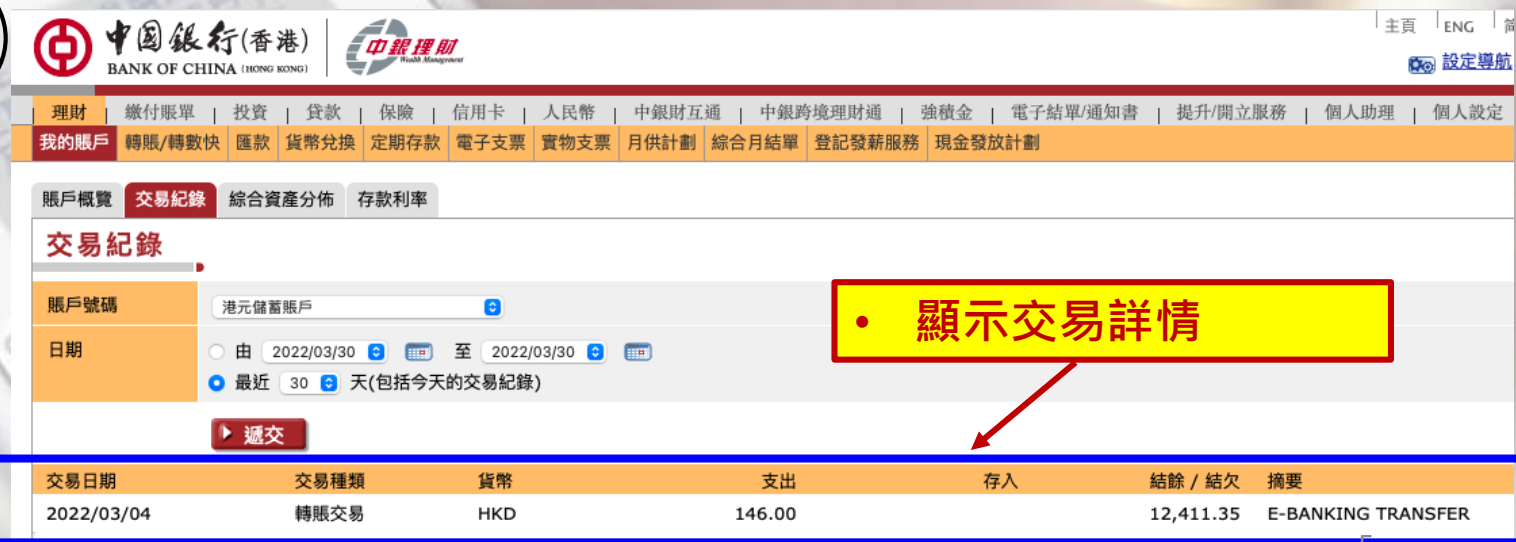 中國銀行(香港)
BANK OF CHINA (HONG KONG)
中銀理財
Wealth Management
主頁 ENG 簡
設定導航
理財 | 繳付賬單 | 投資 | 貸款 | 保險 | 信用卡 | 人民幣 | 中銀財互通 | 中銀跨境理財通 | 強積金 | 電子結單/通知書 | 提升/開立服務 | 個人助理 | 個人設定
我的賬戶 轉賬/轉數快 匯款 貨幣兌換 定期存款 電子支票 實物支票 月供計劃 綜合月結單 登記發薪服務 現金發放計劃
賬戶概覽 交易紀錄 綜合資產分佈 存款利率
交易紀錄
賬戶號碼 港元儲蓄賬戶
• 顯示交易詳情
日期 由 2022/03/30 至 2022/03/30
最近 30 天(包括今天的交易紀錄)
遞交
交易日期 交易種類 貨幣 支出 存入 結餘 / 結欠 摘要
2022/03/04 轉賬交易 HKD 146.00 12,411.35 E-BANKING TRANSFER